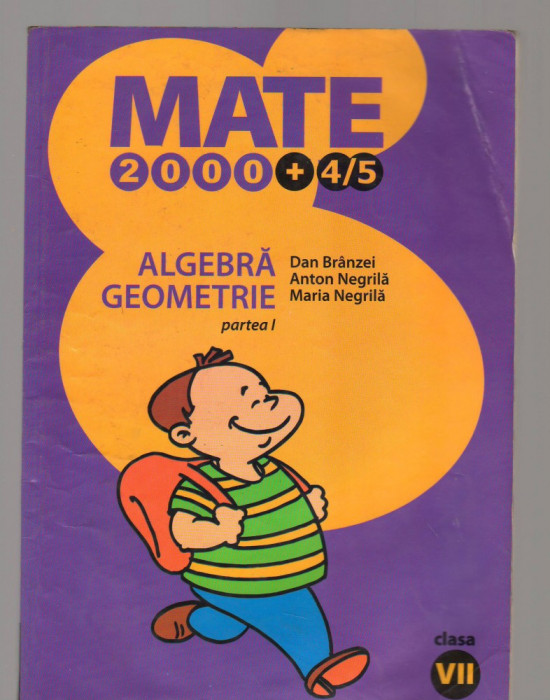 MATE
2000+4/5
ALGEBRĂ
GEOMETRIE
partea I
Dan Brânzei
Anton Negrilă
Maria Negrilă
clasa
VII